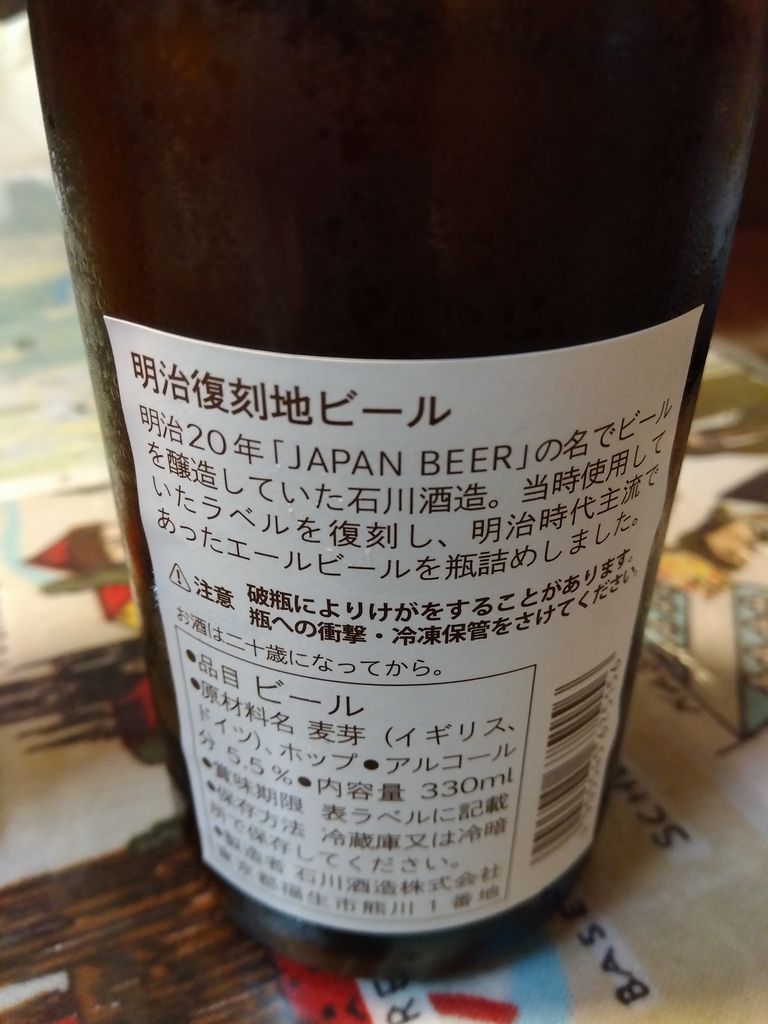 明治復刻地ビール
明治20年「JAPAN BEER」の名でビール
を醸造していた石川酒造。当時使用して
いたラベルを復刻し、明治時代主流で
あったエールビールを瓶詰めしました。
⚠注意 破瓶によりけがをすることがあります。
瓶への衝撃・冷凍保管をさけてください。
お酒は二十歳になってから。
●品目 ビール
●原材料名 麦芽（イギリス、
ドイツ）、ホップ●アルコール
分 5.5％●内容量 330ml
●賞味期限 表ラベルに記載
●保存方法 冷蔵庫又は冷暗
所で保存してください。
●製造者 石川酒造株式会社
東京都福生市熊川1番地
SCH
BASE